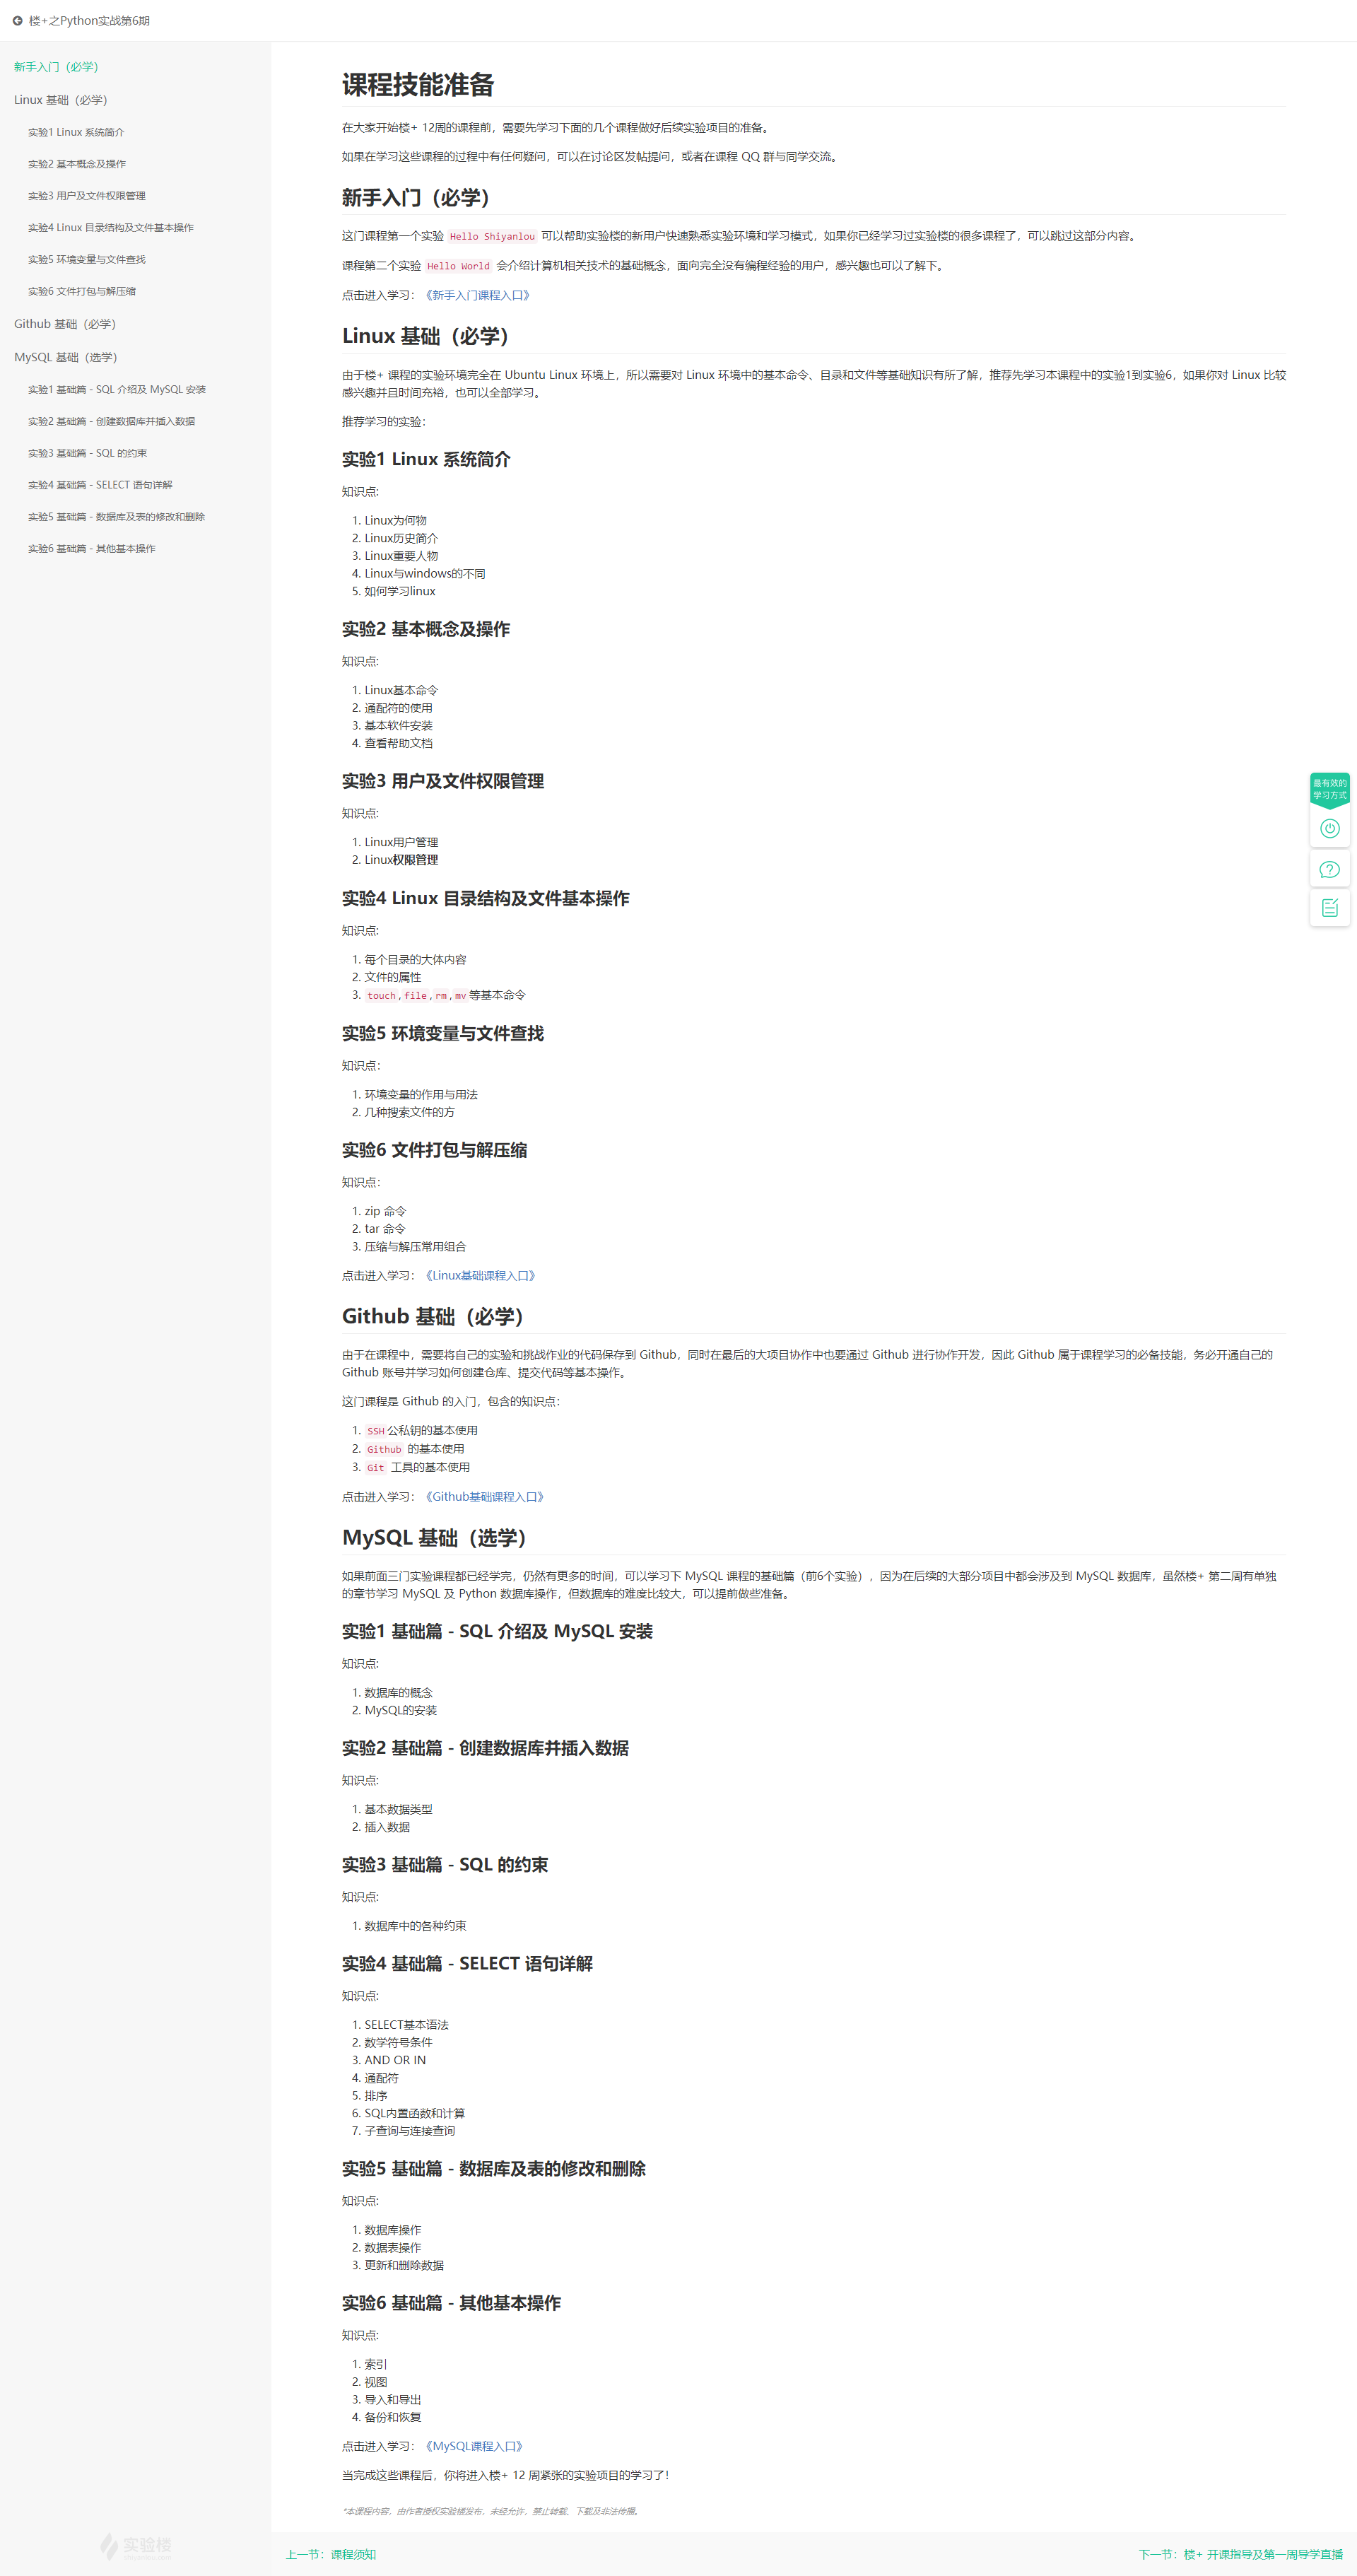 楼+之Python实战第6期
新手入门（必学）
Linux 基础（必学）
实验1 Linux 系统简介
实验2 基本概念及操作
实验3 用户及文件权限管理
实验4 Linux 目录结构及文件基本操作
实验5 环境变量与文件查找
实验6 文件打包与解压缩
Github 基础（必学）
MySQL 基础（选学）
实验1 基础篇 - SQL 介绍及 MySQL 安装
实验2 基础篇 - 创建数据库并插入数据
实验3 基础篇 - SQL 的约束
实验4 基础篇 - SELECT 语句详解
实验5 基础篇 - 数据库及表的修改和删除
实验6 基础篇 - 其他基本操作
课程技能准备
在大家开始楼+ 12周的课程前，需要先学习下面的几个课程做好后续实验项目的准备。
如果在学习这些课程的过程中有任何疑问，可以在讨论区发帖提问，或者在课程 QQ 群与同学交流。
新手入门（必学）
这门课程第一个实验 Hello Shiyanlou 可以帮助实验楼的新用户快速熟悉实验环境和学习模式，如果你已经学习过实验楼的很多课程了，可以跳过这部分内容。
课程第二个实验 Hello World 会介绍计算机相关技术的基础概念，面向完全没有编程经验的用户，感兴趣也可以了解下。
点击进入学习：《新手入门课程入口》
Linux 基础（必学）
由于楼+ 课程的实验环境完全在 Ubuntu Linux 环境上，所以需要对 Linux 环境中的基本命令、目录和文件等基础知识有所了解，推荐先学习本课程中的实验1到实验6，如果你对 Linux 比较
感兴趣并且时间充裕，也可以全部学习。
推荐学习的实验：
实验1 Linux 系统简介
知识点:
1. Linux为何物
2. Linux历史简介
3. Linux重要人物
4. Linux与windows的不同
5. 如何学习linux
实验2 基本概念及操作
知识点:
1. Linux基本命令
2. 通配符的使用
3. 基本软件安装
4. 查看帮助文档
实验3 用户及文件权限管理
知识点:
1. Linux用户管理
2. Linux权限管理
实验4 Linux 目录结构及文件基本操作
知识点:
1. 每个目录的大体内容
2. 文件的属性
3. touch,file,rm,mv等基本命令
实验5 环境变量与文件查找
知识点：
1. 环境变量的作用与用法
2. 几种搜索文件的方
实验6 文件打包与解压缩
知识点：
1. zip 命令
2. tar 命令
3. 压缩与解压常用组合
点击进入学习：《Linux基础课程入口》
Github 基础（必学）
由于在课程中，需要将自己的实验和挑战作业的代码保存到 Github，同时在最后的大项目协作中也要通过 Github 进行协作开发，因此 Github 属于课程学习的必备技能，务必开通自己的
Github 账号并学习如何创建仓库、提交代码等基本操作。
这门课程是 Github 的入门，包含的知识点：
1. SSH公私钥的基本使用
2. Github 的基本使用
3. Git 工具的基本使用
点击进入学习：《Github基础课程入口》
MySQL 基础（选学）
如果前面三门实验课程都已经学完，仍然有更多的时间，可以学习下 MySQL 课程的基础篇（前6个实验），因为在后续的大部分项目中都会涉及到 MySQL 数据库，虽然楼+ 第二周有单独
的章节学习 MySQL 及 Python 数据库操作，但数据库的难度比较大，可以提前做些准备。
实验1 基础篇 - SQL 介绍及 MySQL 安装
知识点:
1. 数据库的概念
2. MySQL的安装
实验2 基础篇 - 创建数据库并插入数据
知识点:
1. 基本数据类型
2. 插入数据
实验3 基础篇 - SQL 的约束
知识点:
1. 数据库中的各种约束
实验4 基础篇 - SELECT 语句详解
知识点:
1. SELECT基本语法
2. 数学符号条件
3. AND OR IN
4. 通配符
5. 排序
6. SQL内置函数和计算
7. 子查询与连接查询
实验5 基础篇 - 数据库及表的修改和删除
知识点:
1. 数据库操作
2. 数据表操作
3. 更新和删除数据
实验6 基础篇 - 其他基本操作
知识点:
1. 索引
2. 视图
3. 导入和导出
4. 备份和恢复
点击进入学习：《MySQL课程入口》
当完成这些课程后，你将进入楼+ 12 周紧张的实验项目的学习了！
*本课程内容，由作者授权实验楼发布，未经允许，禁止转载、下载及非法传播。
上一节：课程须知
下一节：楼+ 开课指导及第一周导学直播
最有效的
学习方式
实验楼